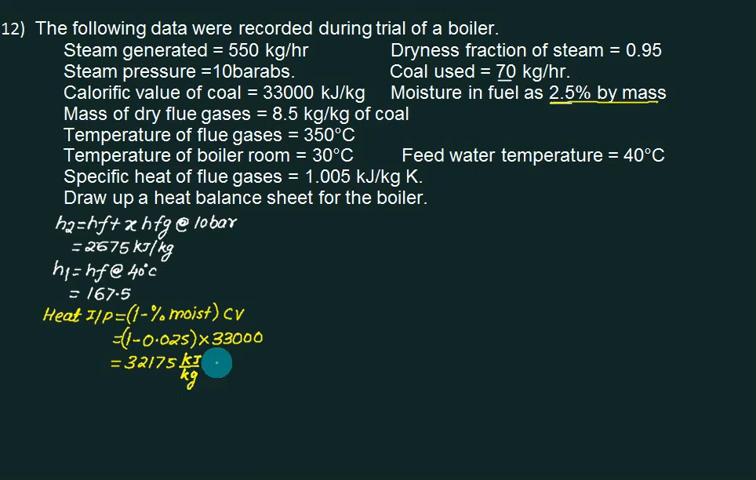 12) The following data were recorded during trial of a boiler.
Steam generated = 550 kg/hr Dryness fraction of steam = 0.95
Steam pressure =10barabs. Coal used = 70 kg/hr.
Calorific value of coal = 33000 kJ/kg Moisture in fuel as 2.5% by mass
Mass of dry flue gases = 8.5 kg/kg of coal
Temperature of flue gases = 350°C
Temperature of boiler room = 30°C Feed water temperature = 40°C
Specific heat of flue gases = 1.005 kJ/kg K.
Draw up a heat balance sheet for the boiler.
h2=hf+x hfg@10bar
=2675 kJ/kg
h1=hf@40°c
=167.5
Heat I/P=(1-% moist) CV
=(1-0.025)×33000
=32175 kJ/kg